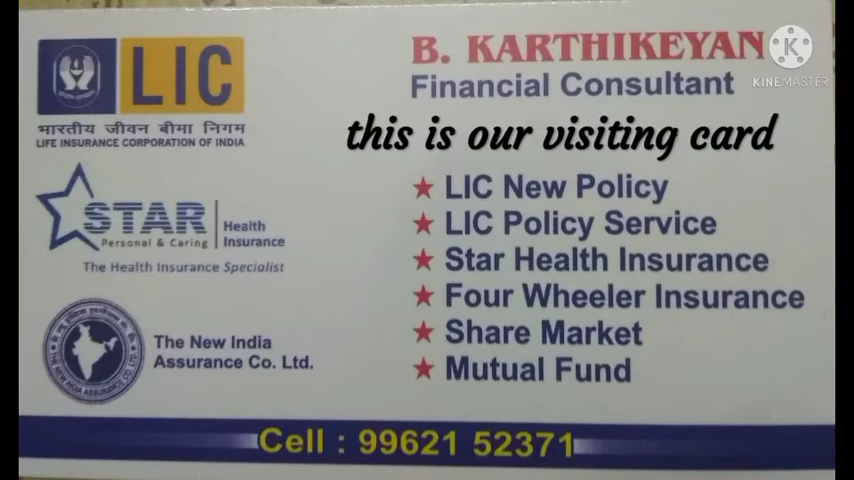 LIC
भारतीय जीवन बीमा निगम
LIFE INSURANCE CORPORATION OF INDIA
STAR
Personal & Caring
Health
Insurance
The Health Insurance Specialist
The New India
Assurance Co. Ltd.
B. KARTHIKEYAN
Financial Consultant
this is our visiting card
★ LIC New Policy
★ LIC Policy Service
★ Star Health Insurance
★ Four Wheeler Insurance
★ Share Market
★ Mutual Fund
Cell : 99621 52371
K
KINEMASTER